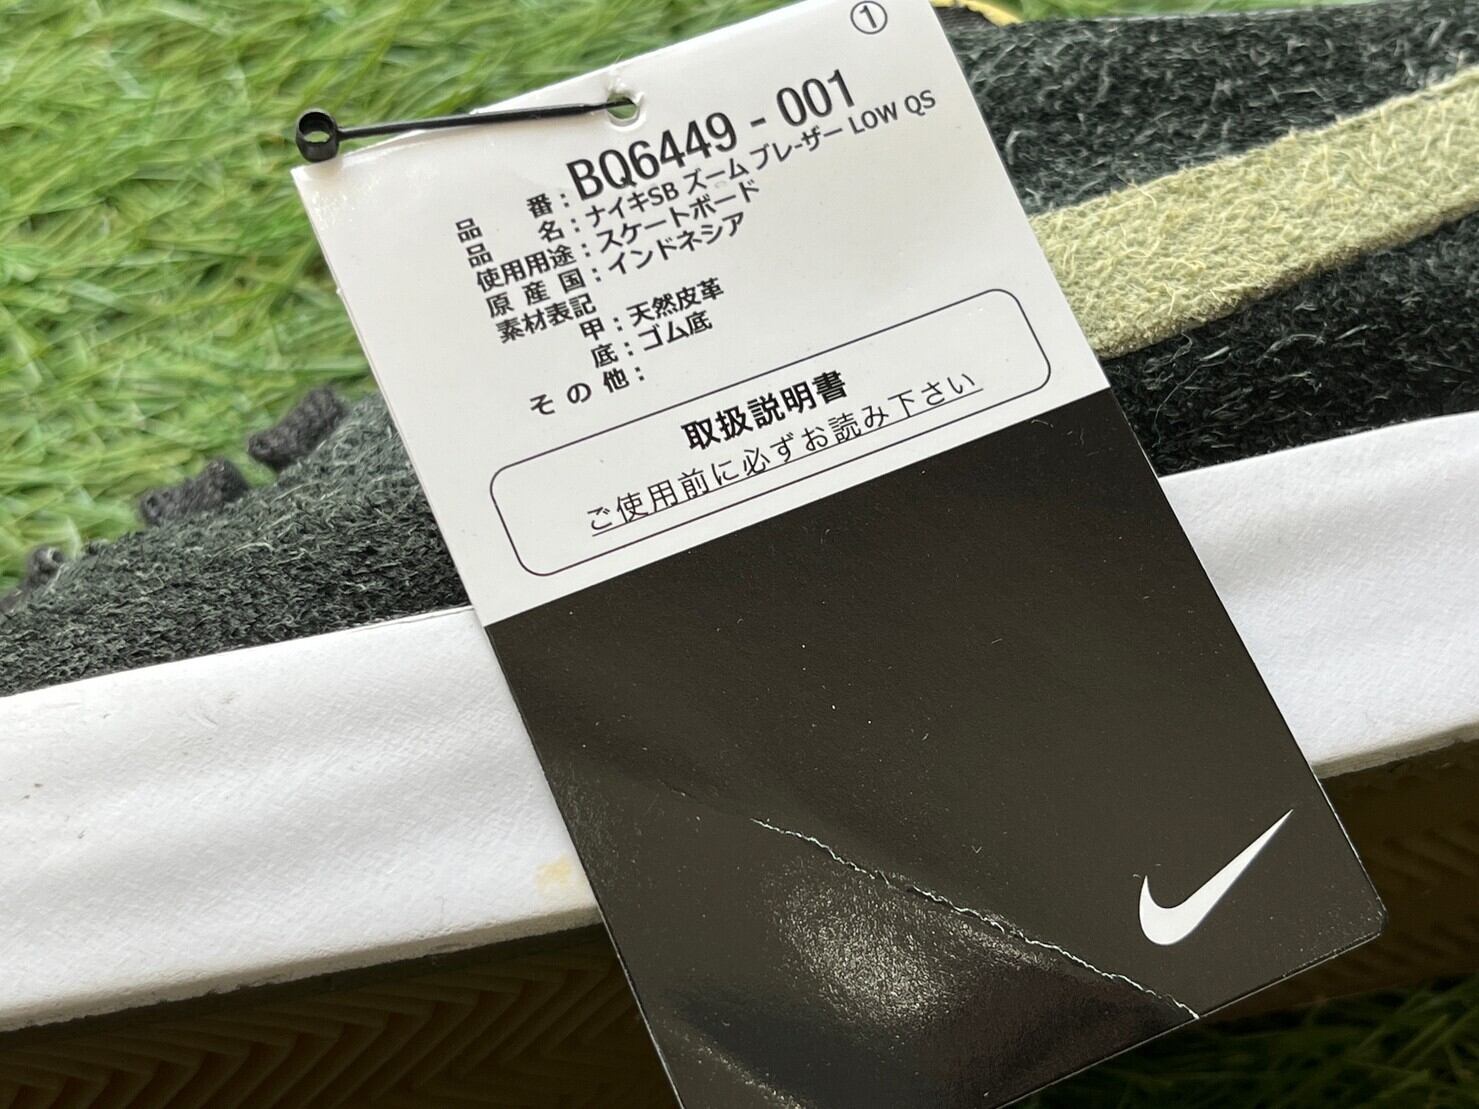 ①
品番：BQ6449 - 001
品名：ナイキSB ズーム ブレ-ザー LOW QS
使用用途：スケートボード
原産国：インドネシア
素材表記
甲：天然皮革
底：ゴム底
その他：
取扱説明書
ご使用前に必ずお読み下さい